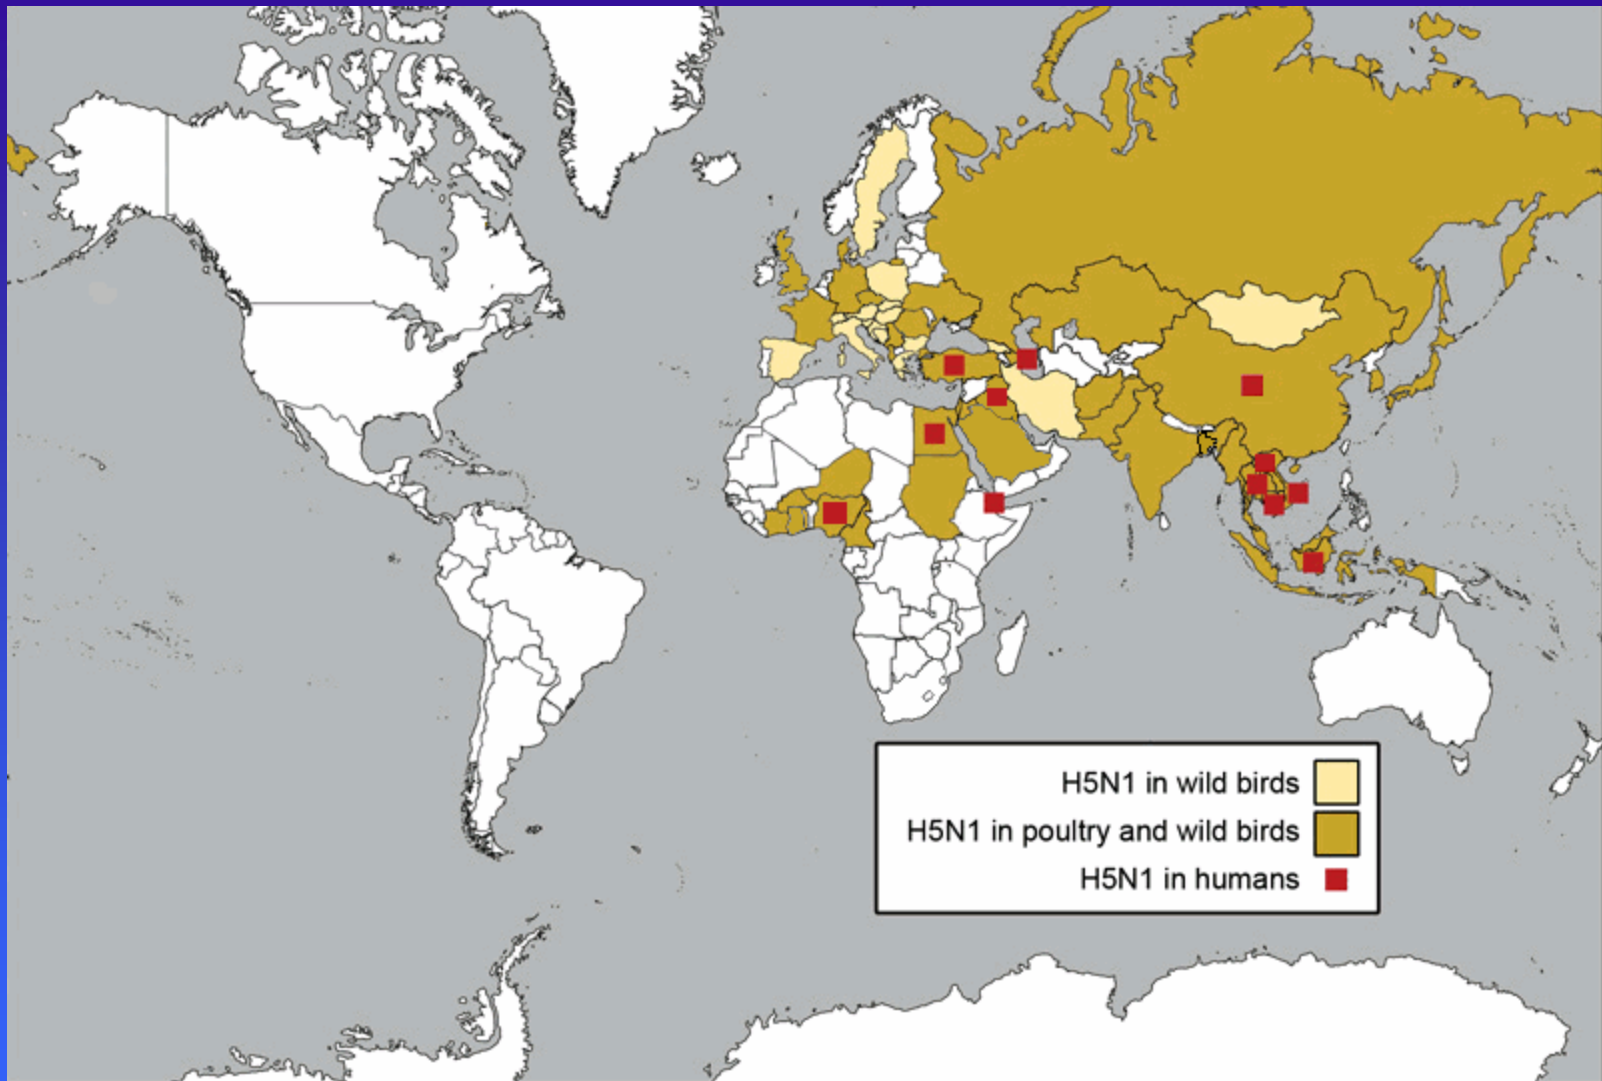 H5N1 in wild birds
H5N1 in poultry and wild birds
H5N1 in humans